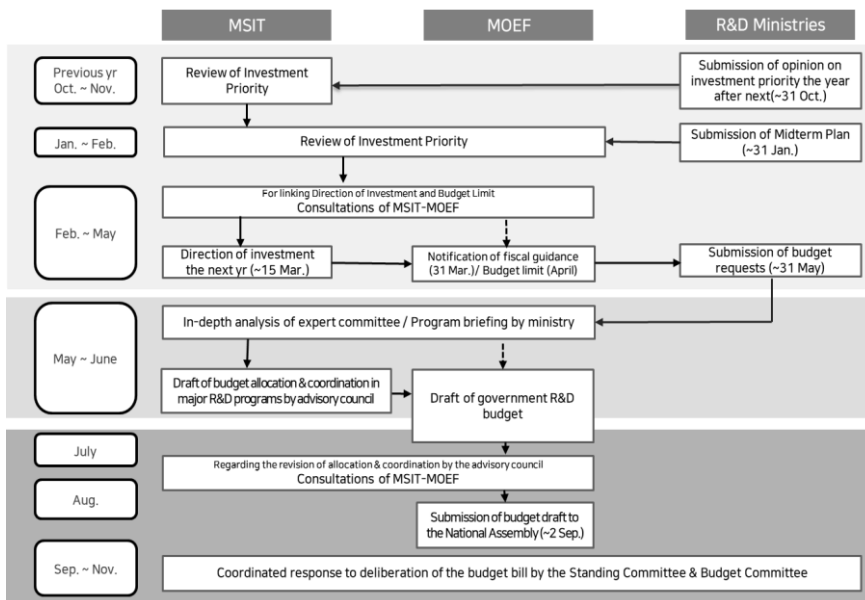 MSIT
MOEF
R&D Ministries
Previous yr
Oct. ~ Nov.
Review of Investment
Priority
Submission of opinion on
investment priority the year
after next(~31 Oct.)
Jan. ~ Feb.
Review of Investment Priority
Submission of Midterm Plan
(~31 Jan.)
Feb. ~ May
For linking Direction of Investment and Budget Limit
Consultations of MSIT-MOEF
Direction of investment
the next yr (~15 Mar.)
Notification of fiscal guidance
(31 Mar.)/ Budget limit (April)
Submission of budget
requests (~31 May)
May ~ June
In-depth analysis of expert committee / Program briefing by ministry
Draft of budget allocation & coordination in
major R&D programs by advisory council
Draft of government R&D
budget
July
Regarding the revision of allocation & coordination by the advisory council
Consultations of MSIT-MOEF
Aug.
Submission of budget draft to
the National Assembly (~2 Sep.)
Sep. ~ Nov.
Coordinated response to deliberation of the budget bill by the Standing Committee & Budget Committee